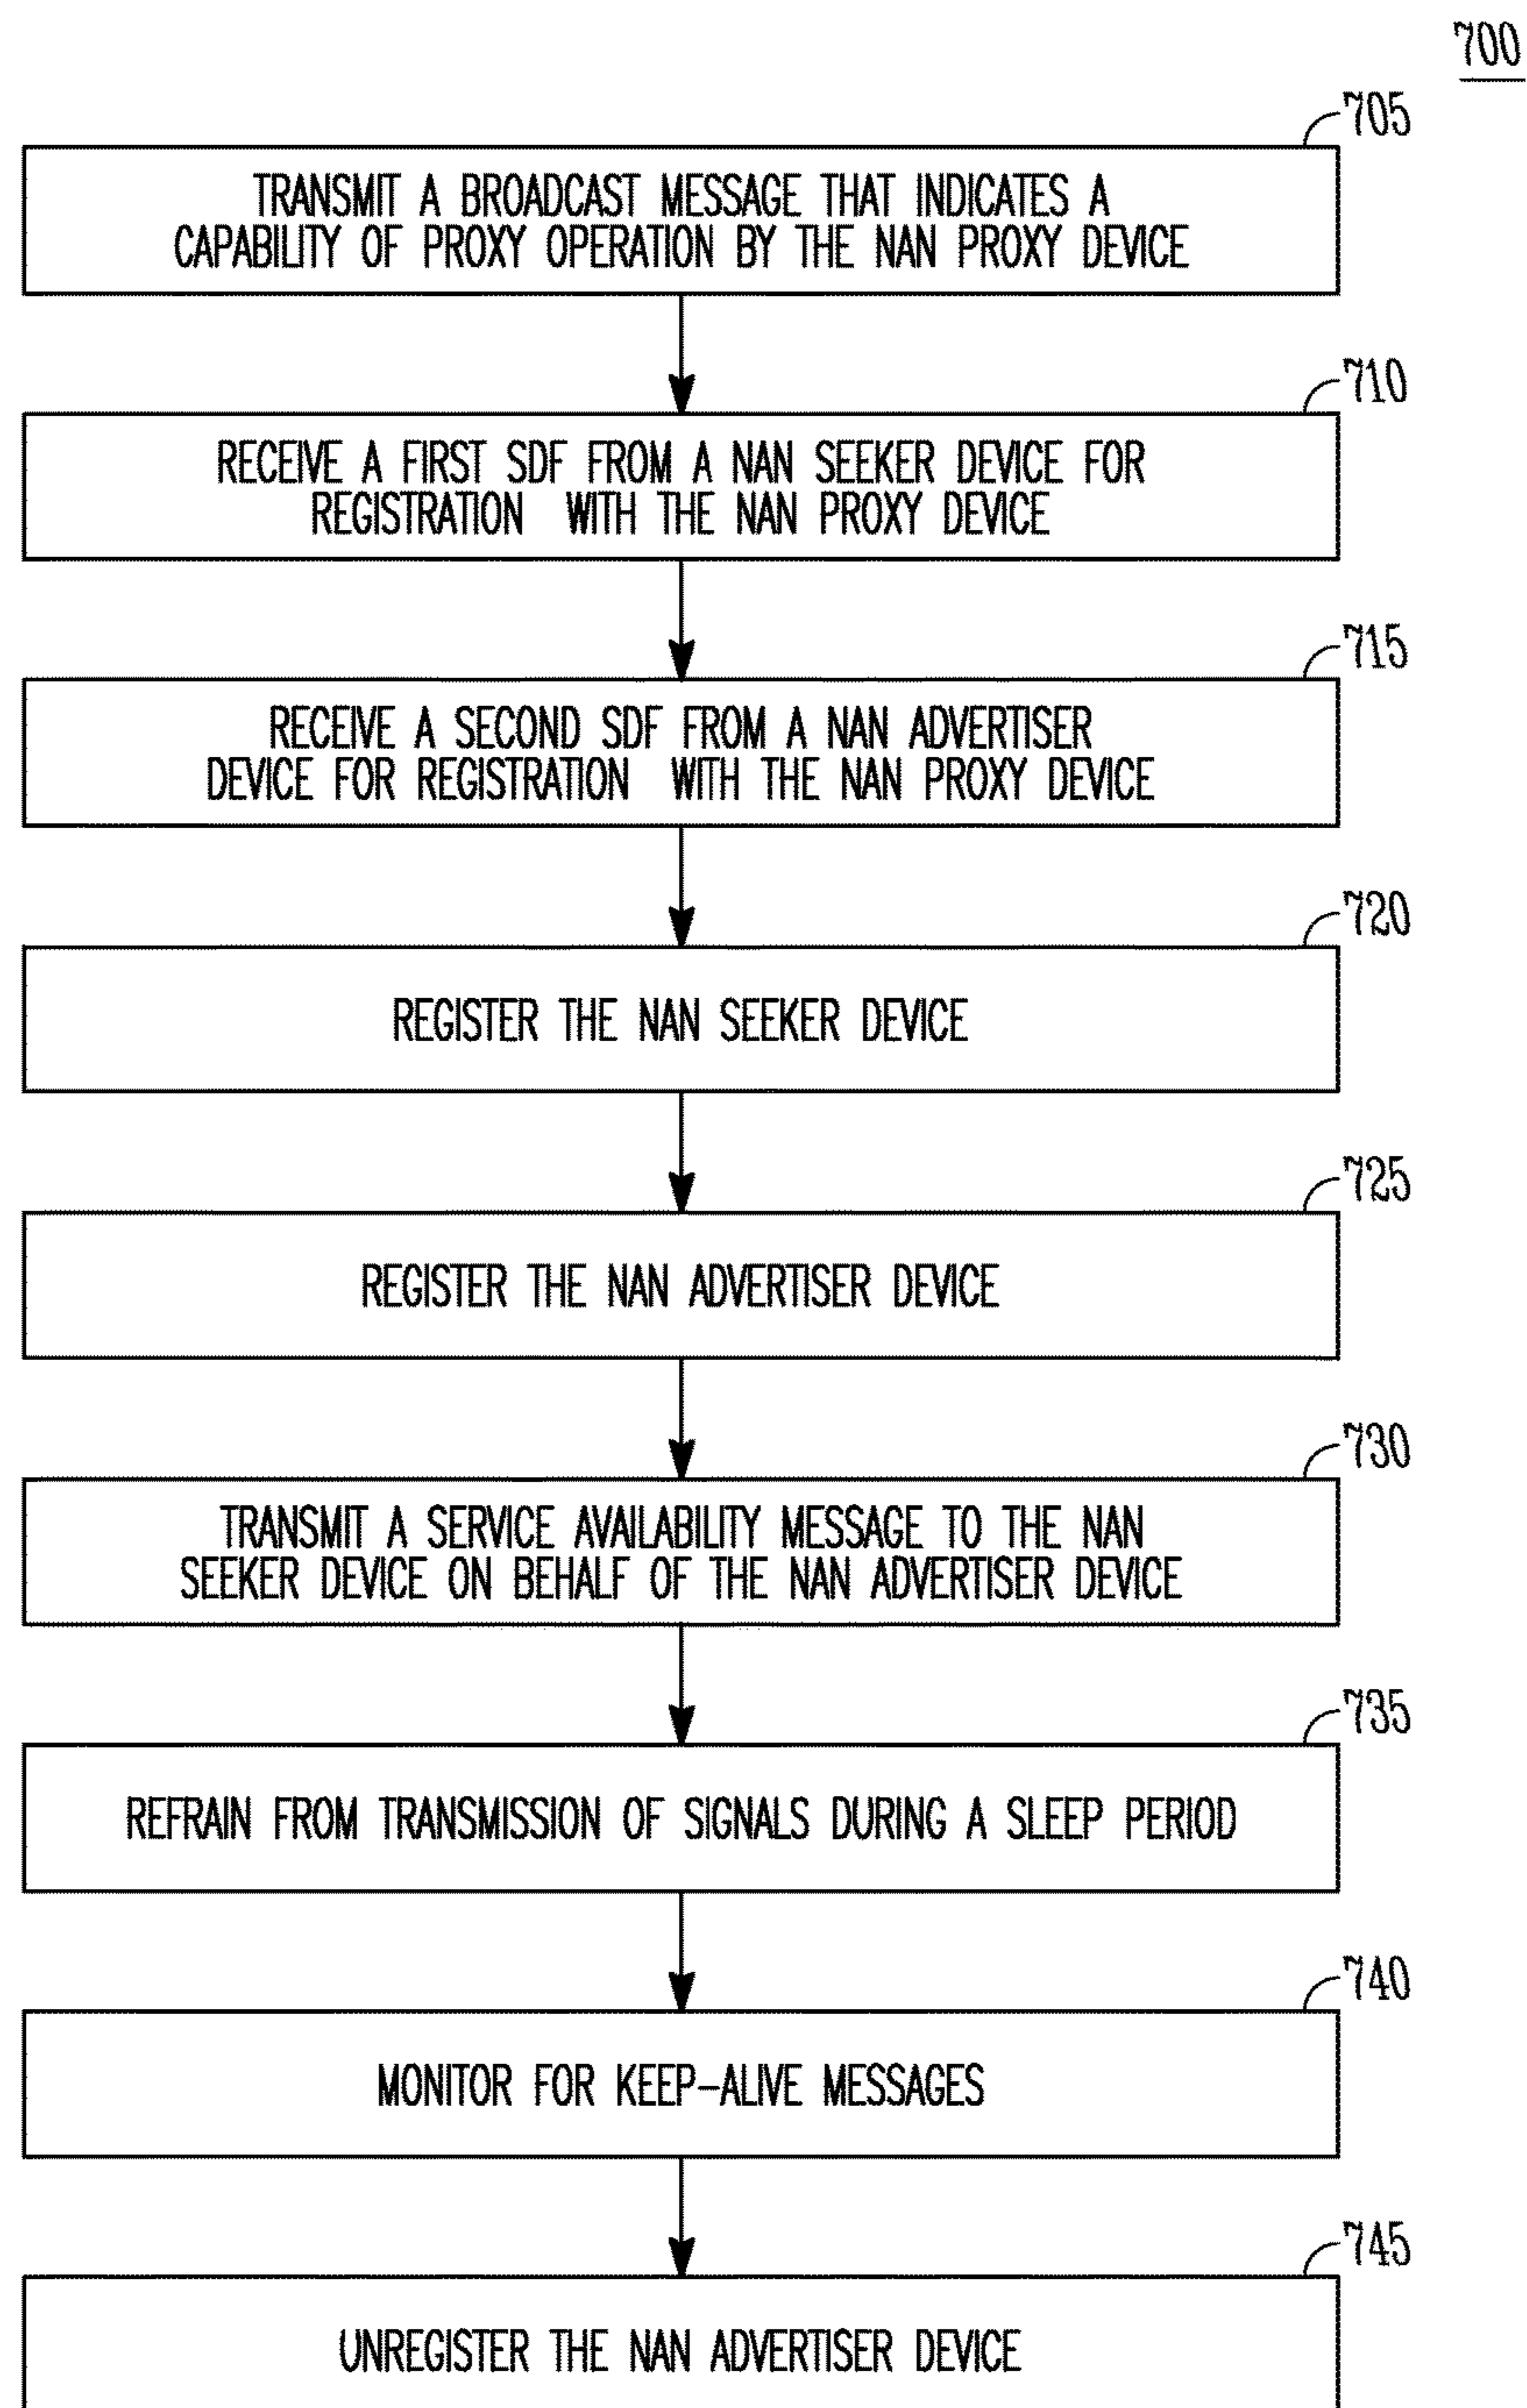 700
705
TRANSMIT A BROADCAST MESSAGE THAT INDICATES A
CAPABILITY OF PROXY OPERATION BY THE NAN PROXY DEVICE
710
RECEIVE A FIRST SDF FROM A NAN SEEKER DEVICE FOR
REGISTRATION WITH THE NAN PROXY DEVICE
715
RECEIVE A SECOND SDF FROM A NAN ADVERTISER
DEVICE FOR REGISTRATION WITH THE NAN PROXY DEVICE
720
REGISTER THE NAN SEEKER DEVICE
725
REGISTER THE NAN ADVERTISER DEVICE
730
TRANSMIT A SERVICE AVAILABILITY MESSAGE TO THE NAN
SEEKER DEVICE ON BEHALF OF THE NAN ADVERTISER DEVICE
735
REFRAIN FROM TRANSMISSION OF SIGNALS DURING A SLEEP PERIOD
740
MONITOR FOR KEEP-ALIVE MESSAGES
745
UNREGISTER THE NAN ADVERTISER DEVICE